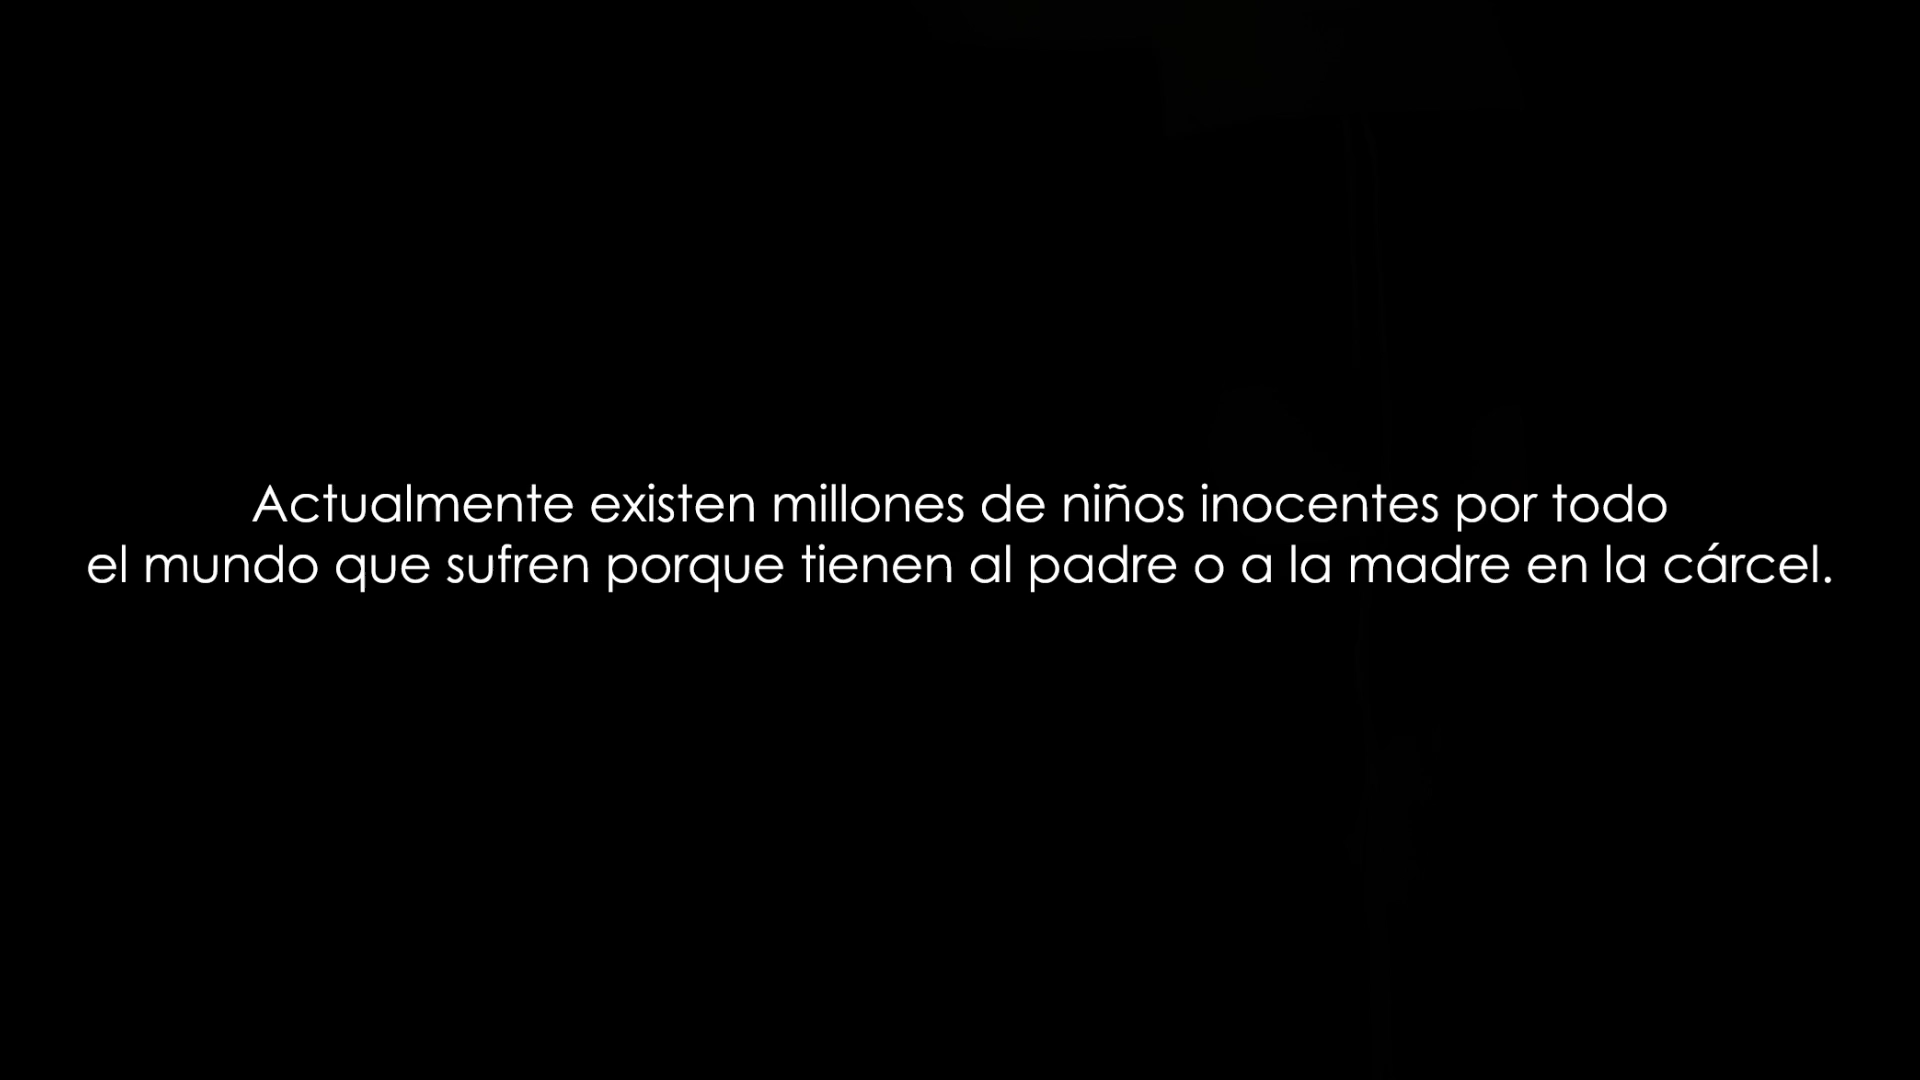 Actualmente existen millones de niños inocentes por todo
el mundo que sufren porque tienen al padre o a la madre en la cárcel.